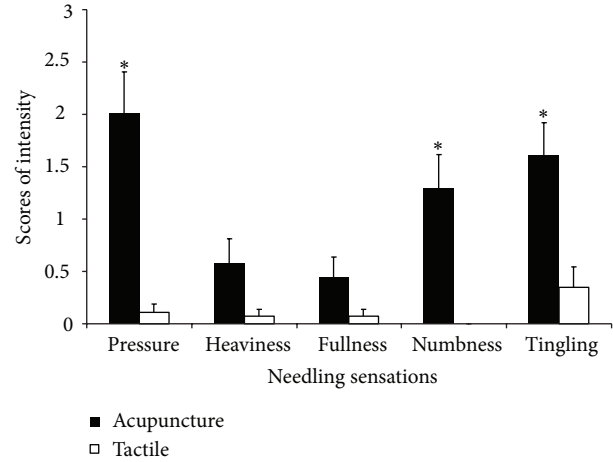 3
2.5
2
1.5
1
0.5
0
Scores of intensity
*
*
*
Pressure Heaviness Fullness Numbness Tingling
Needling sensations
Acupuncture
Tactile